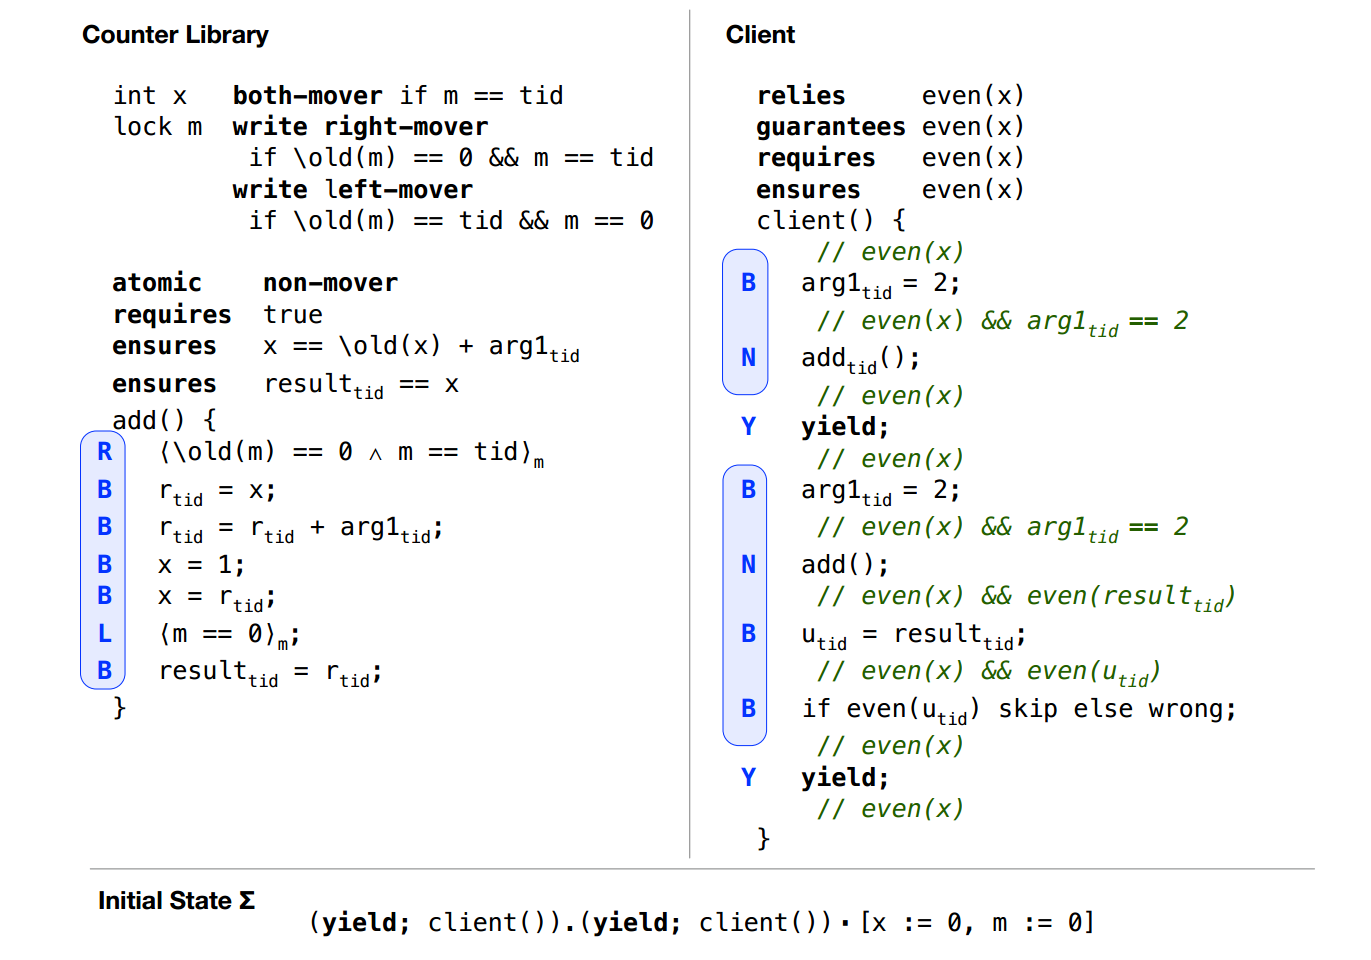 Counter Library
int x both-mover if m == tid
lock m write right-mover
if \old(m) == 0 && m == tid
write left-mover
if \old(m) == tid && m == 0
atomic non-mover
requires true
ensures x == \old(x) + arg1tid
ensures resulttid == x
add() {
R ⟨\old(m) == 0 ∧ m == tid⟩m
B rtid = x;
B rtid = rtid + arg1tid;
B x = 1;
B x = rtid;
L ⟨m == 0⟩m;
B resulttid = rtid;
}
Client
relies even(x)
guarantees even(x)
requires even(x)
ensures even(x)
client() {
// even(x)
B arg1tid = 2;
// even(x) && arg1tid == 2
N addtid();
// even(x)
Y yield;
// even(x)
B arg1tid = 2;
// even(x) && arg1tid == 2
N add();
// even(x) && even(resulttid)
B utid = resulttid;
// even(x) && even(utid)
B if even(utid) skip else wrong;
// even(x)
Y yield;
// even(x)
}
Initial State Σ
(yield; client()).(yield; client()) · [x := 0, m := 0]